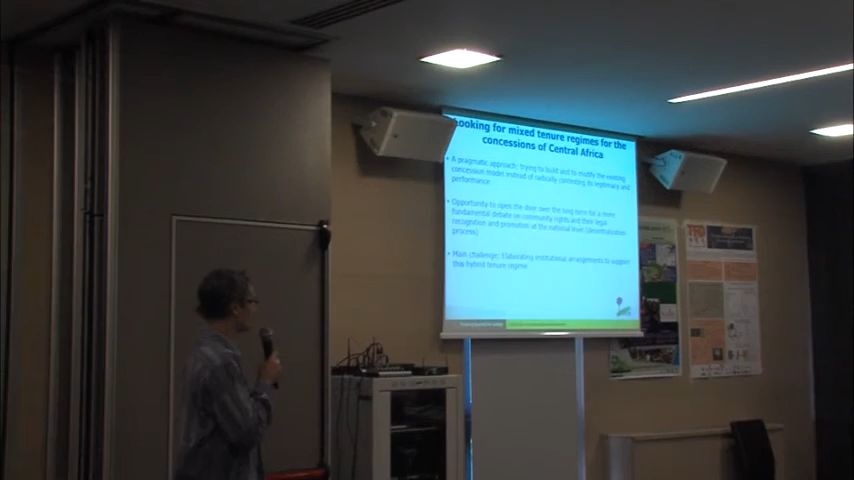 Looking for mixed tenure regimes for the
concessions of Central Africa
• A pragmatic approach: trying to build and to modify the existing
concession model instead of radically contesting its legitimacy and
performance
• Opportunity to open the door over the long term for a more
fundamental debate on community rights and their legal
recognition and promotion at the national level (decentralization
process)
• Main challenge: Elaborating institutional arrangements to support
this hybrid tenure regime